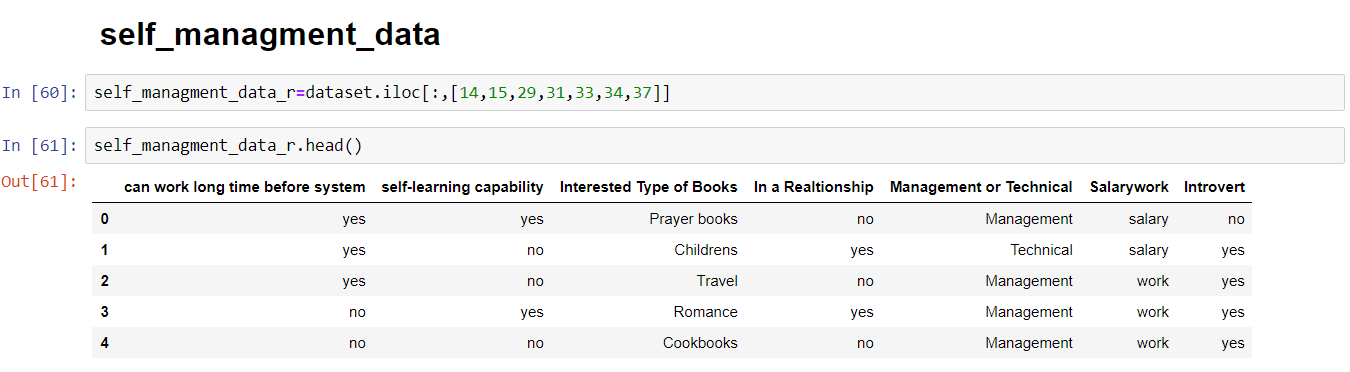 self_managment_data
In [60]: self_managment_data_r=dataset.iloc[:,[14,15,29,31,33,34,37]]
In [61]: self_managment_data_r.head()
Out[61]:
can work long time before system self-learning capability Interested Type of Books In a Realtionship Management or Technical Salarywork Introvert
0 yes yes Prayer books no Management salary no
1 yes no Childrens yes Technical salary yes
2 yes no Travel no Management work yes
3 no yes Romance yes Management work yes
4 no no Cookbooks no Management work yes